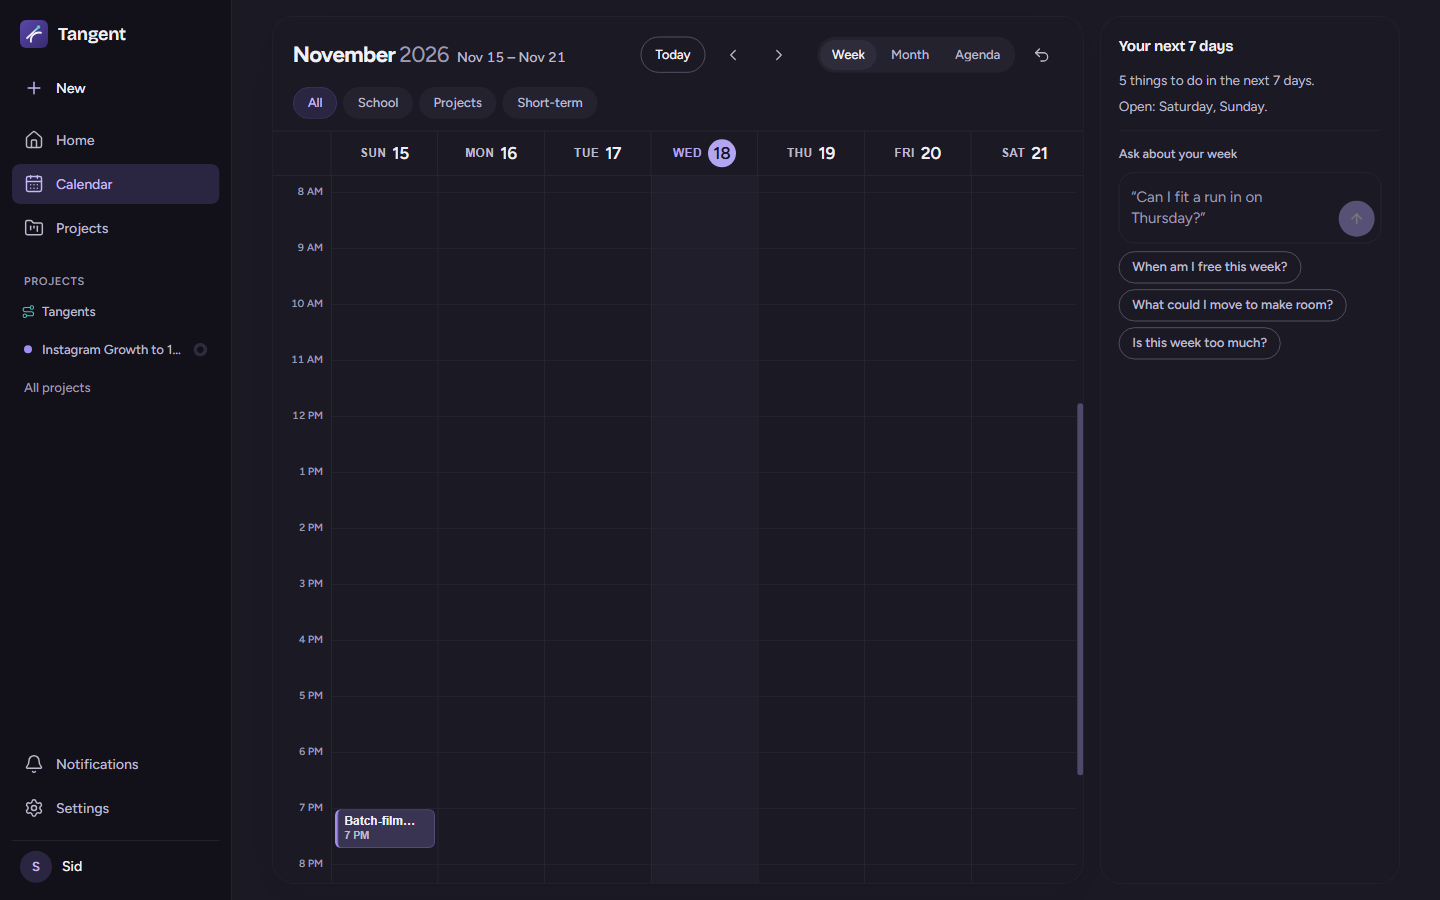 Tangent
New
Home
Calendar
Projects
PROJECTS
Tangents
Instagram Growth to 1...
All projects
Notifications
Settings
S Sid
November 2026 Nov 15 – Nov 21
Today
Week Month Agenda
All School Projects Short-term
SUN 15 MON 16 TUE 17 WED 18 THU 19 FRI 20 SAT 21
8 AM
9 AM
10 AM
11 AM
12 PM
1 PM
2 PM
3 PM
4 PM
5 PM
6 PM
7 PM
Batch-film...
7 PM
8 PM
Your next 7 days
5 things to do in the next 7 days.
Open: Saturday, Sunday.
Ask about your week
“Can I fit a run in on
Thursday?”
When am I free this week?
What could I move to make room?
Is this week too much?